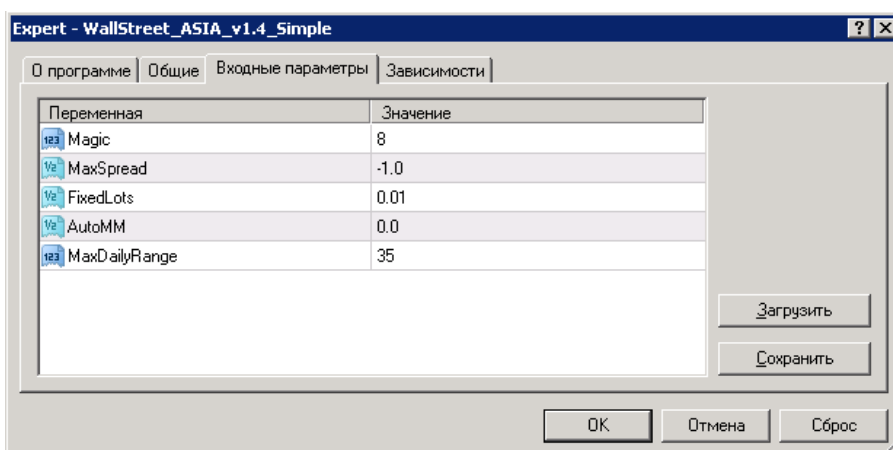 Expert - WallStreet_ASIA_v1.4_Simple
О программе Общие Входные параметры Зависимости
Переменная Значение
Magic 8
MaxSpread -1.0
FixedLots 0.01
AutoMM 0.0
MaxDailyRange 35
Загрузить
Сохранить
OK Отмена Сброс